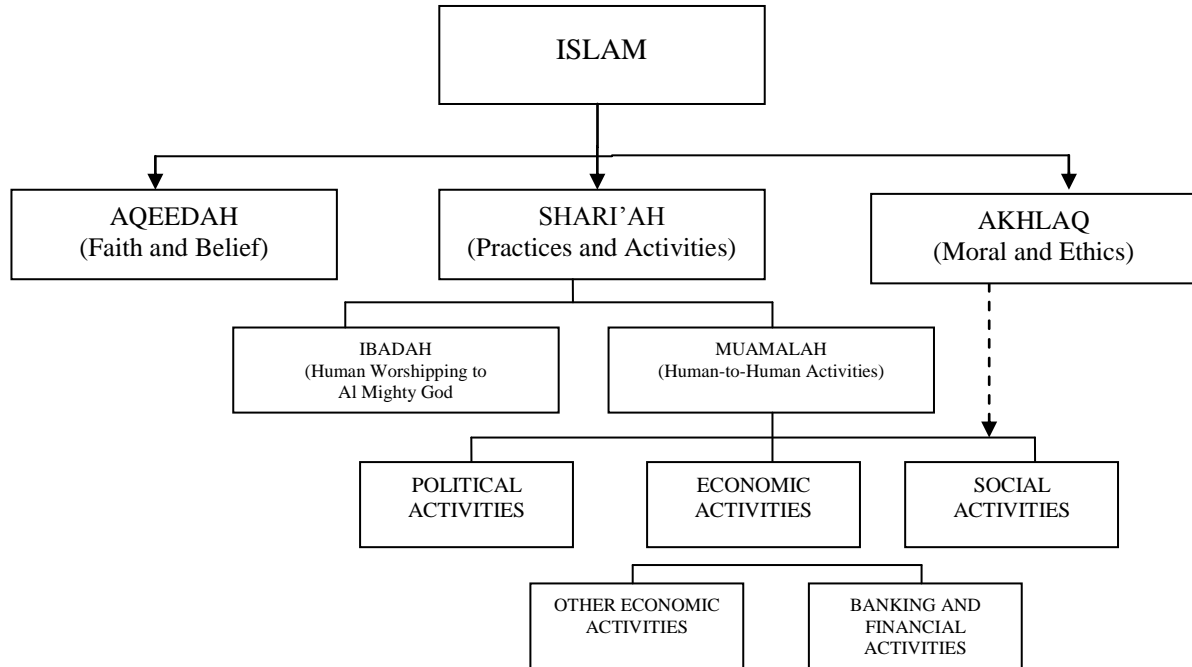 ISLAM
AQEEDAH
(Faith and Belief)
SHARI’AH
(Practices and Activities)
AKHLAQ
(Moral and Ethics)
IBADAH
(Human Worshipping to
Al Mighty God
MUAMALAH
(Human-to-Human Activities)
POLITICAL
ACTIVITIES
ECONOMIC
ACTIVITIES
SOCIAL
ACTIVITIES
OTHER ECONOMIC
ACTIVITIES
BANKING AND
FINANCIAL
ACTIVITIES